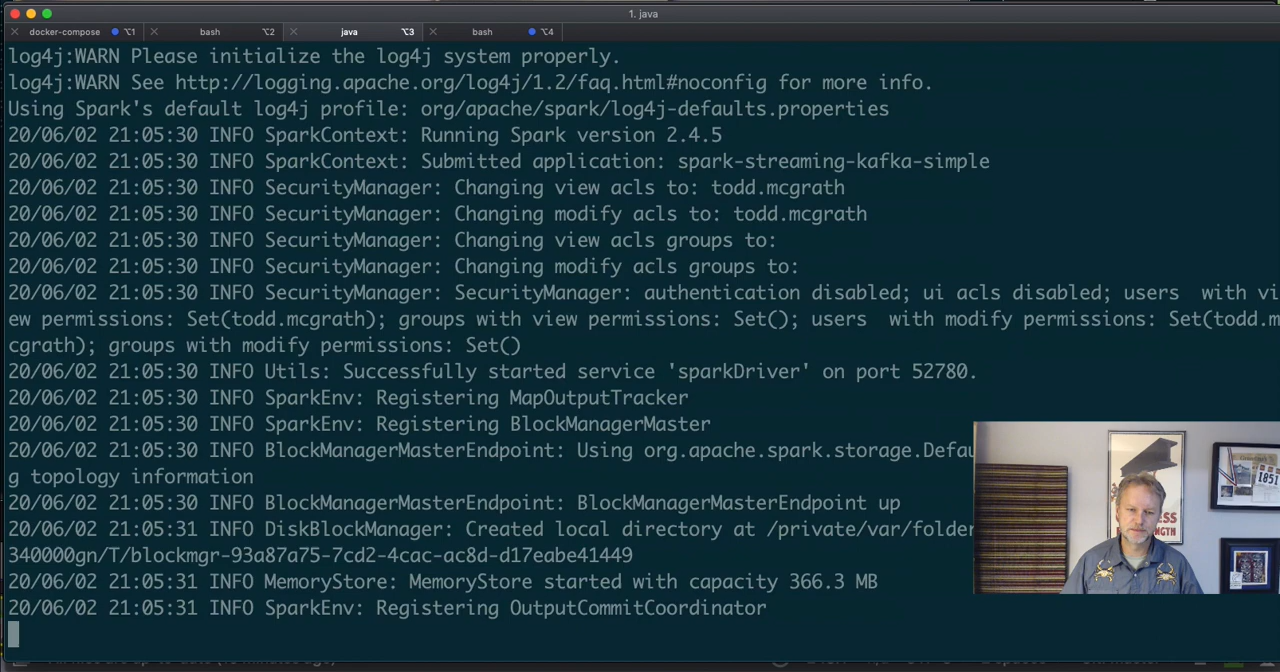 1. java
docker-compose ⌥1
bash ⌥2
java ⌥3
bash ⌥4
log4j:WARN Please initialize the log4j system properly.
log4j:WARN See http://logging.apache.org/log4j/1.2/faq.html#noconfig for more info.
Using Spark's default log4j profile: org/apache/spark/log4j-defaults.properties
20/06/02 21:05:30 INFO SparkContext: Running Spark version 2.4.5
20/06/02 21:05:30 INFO SparkContext: Submitted application: spark-streaming-kafka-simple
20/06/02 21:05:30 INFO SecurityManager: Changing view acls to: todd.mcgrath
20/06/02 21:05:30 INFO SecurityManager: Changing modify acls to: todd.mcgrath
20/06/02 21:05:30 INFO SecurityManager: Changing view acls groups to:
20/06/02 21:05:30 INFO SecurityManager: Changing modify acls groups to:
20/06/02 21:05:30 INFO SecurityManager: SecurityManager: authentication disabled; ui acls disabled; users  with vi
ew permissions: Set(todd.mcgrath); groups with view permissions: Set(); users  with modify permissions: Set(todd.m
cgrath); groups with modify permissions: Set()
20/06/02 21:05:30 INFO Utils: Successfully started service 'sparkDriver' on port 52780.
20/06/02 21:05:30 INFO SparkEnv: Registering MapOutputTracker
20/06/02 21:05:30 INFO SparkEnv: Registering BlockManagerMaster
20/06/02 21:05:30 INFO BlockManagerMasterEndpoint: Using org.apache.spark.storage.Defau
g topology information
20/06/02 21:05:30 INFO BlockManagerMasterEndpoint: BlockManagerMasterEndpoint up
20/06/02 21:05:31 INFO DiskBlockManager: Created local directory at /private/var/folder
340000gn/T/blockmgr-93a87a75-7cd2-4cac-ac8d-d17eabe41449
20/06/02 21:05:31 INFO MemoryStore: MemoryStore started with capacity 366.3 MB
20/06/02 21:05:31 INFO SparkEnv: Registering OutputCommitCoordinator
1851